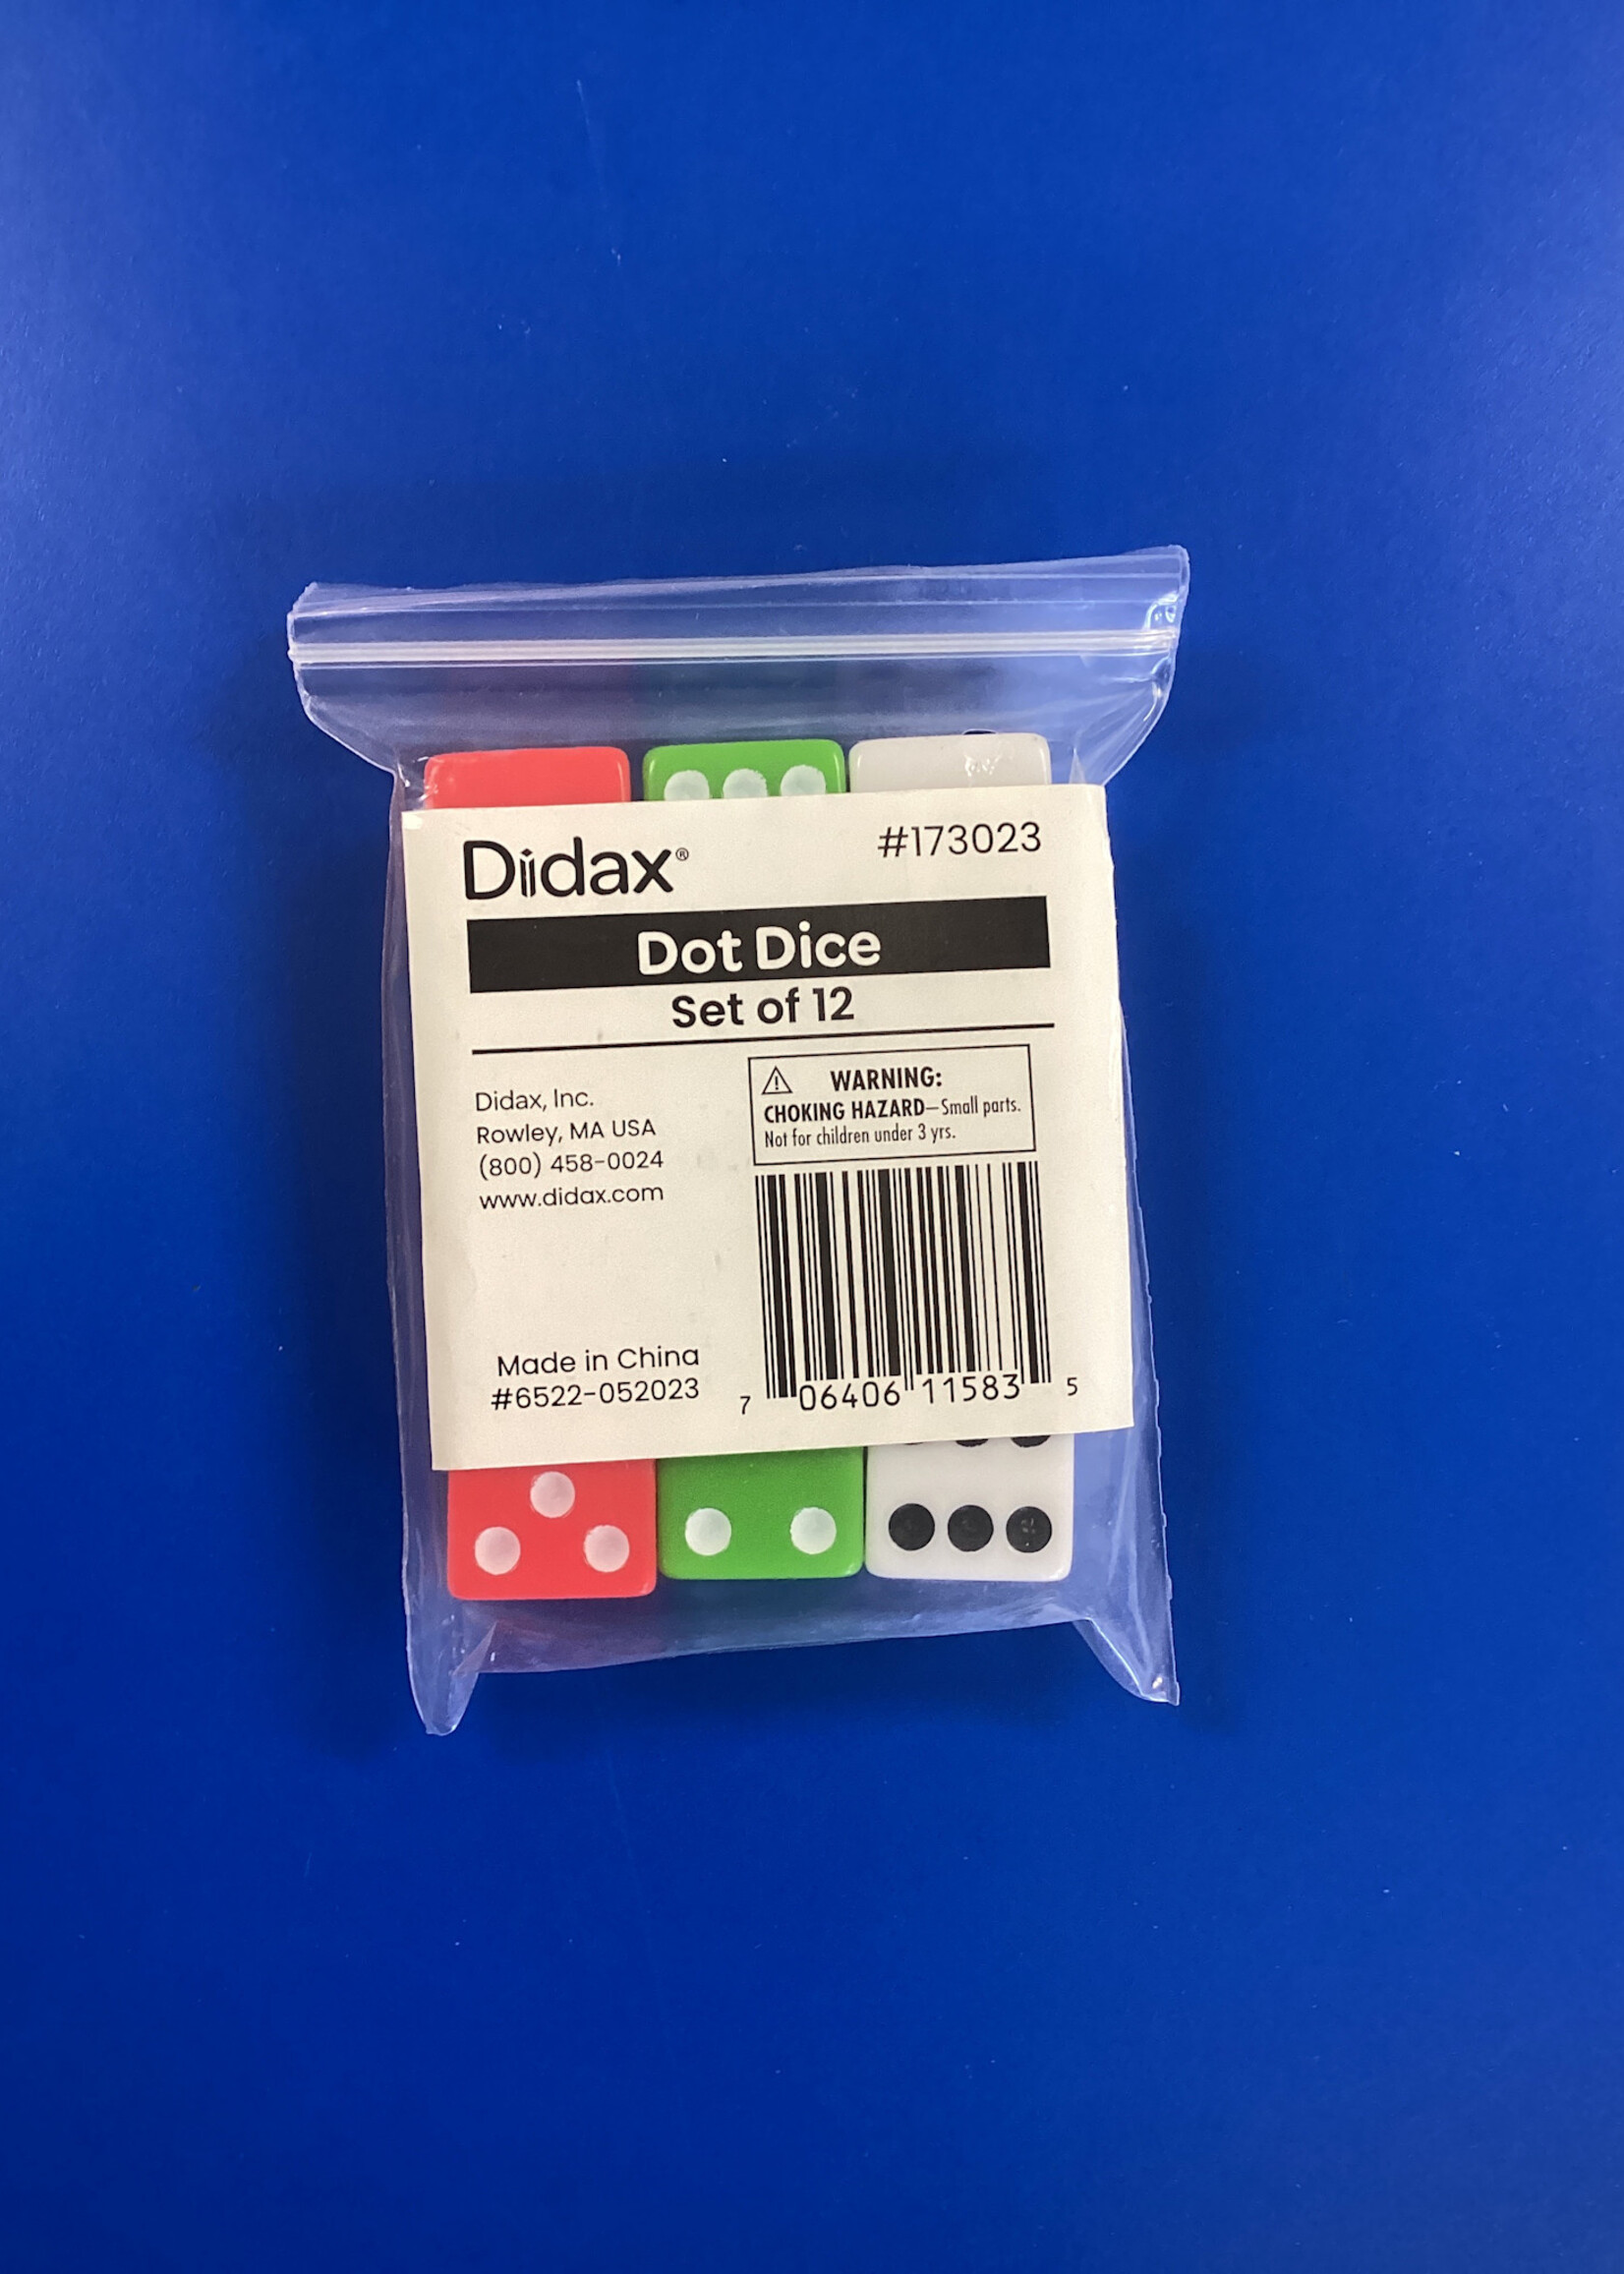 Didax®
#173023
Dot Dice
Set of 12
Didax, Inc.
Rowley, MA USA
(800) 458-0024
www.didax.com
WARNING:
CHOKING HAZARD—Small parts.
Not for children under 3 yrs.
Made in China
#6522-052023
7 06406 11583 5